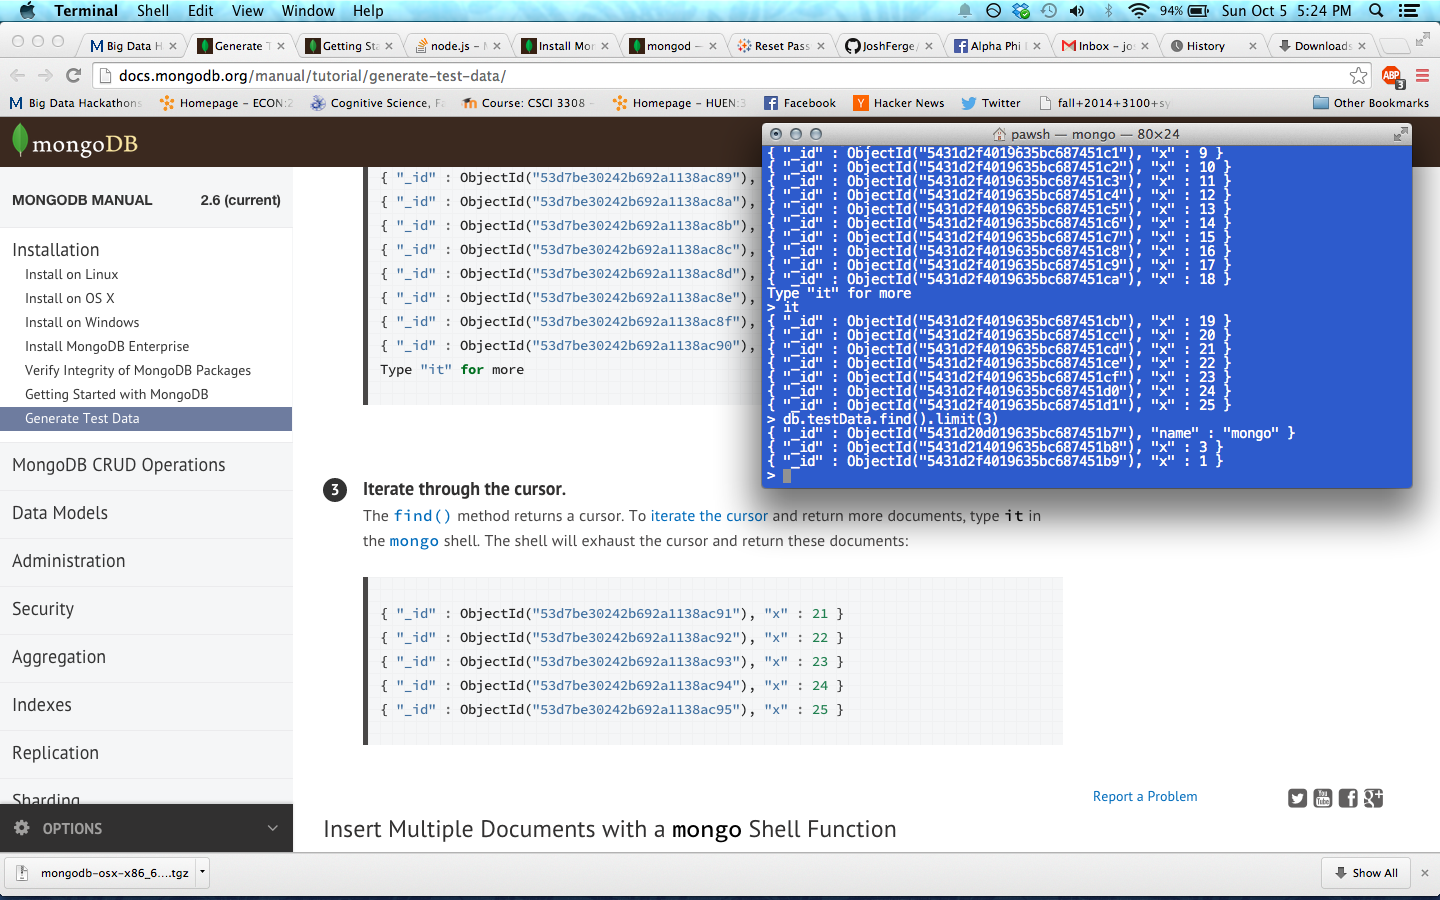 Terminal Shell Edit View Window Help 94% Sun Oct 5 5:24 PM
Big Data H Generate T Getting Sta node.js – Install Mor mongod – Reset Pass JoshFerge/ Alpha Phi Inbox – jos History Downloads
docs.mongodb.org/manual/tutorial/generate-test-data/ ABP 3
Big Data Hackathons Homepage – ECON:2 Cognitive Science, Fa Course: CSCI 3308 – Homepage – HUEN:3 Facebook Hacker News Twitter fall+2014+3100+sy Other Bookmarks
mongoDB
MONGODB MANUAL 2.6 (current)
Installation
Install on Linux
Install on OS X
Install on Windows
Install MongoDB Enterprise
Verify Integrity of MongoDB Packages
Getting Started with MongoDB
Generate Test Data
MongoDB CRUD Operations
Data Models
Administration
Security
Aggregation
Indexes
Replication
Sharding
OPTIONS
{ "_id" : ObjectId("53d7be30242b692a1138ac89"),
{ "_id" : ObjectId("53d7be30242b692a1138ac8a"),
{ "_id" : ObjectId("53d7be30242b692a1138ac8b"),
{ "_id" : ObjectId("53d7be30242b692a1138ac8c"),
{ "_id" : ObjectId("53d7be30242b692a1138ac8d"),
{ "_id" : ObjectId("53d7be30242b692a1138ac8e"),
{ "_id" : ObjectId("53d7be30242b692a1138ac8f"),
{ "_id" : ObjectId("53d7be30242b692a1138ac90"),
Type "it" for more
3 Iterate through the cursor.
The find() method returns a cursor. To iterate the cursor and return more documents, type it in
the mongo shell. The shell will exhaust the cursor and return these documents:
{ "_id" : ObjectId("53d7be30242b692a1138ac91"), "x" : 21 }
{ "_id" : ObjectId("53d7be30242b692a1138ac92"), "x" : 22 }
{ "_id" : ObjectId("53d7be30242b692a1138ac93"), "x" : 23 }
{ "_id" : ObjectId("53d7be30242b692a1138ac94"), "x" : 24 }
{ "_id" : ObjectId("53d7be30242b692a1138ac95"), "x" : 25 }
Report a Problem
Insert Multiple Documents with a mongo Shell Function
pawsh — mongo — 80×24
{ "_id" : ObjectId("5431d2f4019635bc687451c1"), "x" : 9 }
{ "_id" : ObjectId("5431d2f4019635bc687451c2"), "x" : 10 }
{ "_id" : ObjectId("5431d2f4019635bc687451c3"), "x" : 11 }
{ "_id" : ObjectId("5431d2f4019635bc687451c4"), "x" : 12 }
{ "_id" : ObjectId("5431d2f4019635bc687451c5"), "x" : 13 }
{ "_id" : ObjectId("5431d2f4019635bc687451c6"), "x" : 14 }
{ "_id" : ObjectId("5431d2f4019635bc687451c7"), "x" : 15 }
{ "_id" : ObjectId("5431d2f4019635bc687451c8"), "x" : 16 }
{ "_id" : ObjectId("5431d2f4019635bc687451c9"), "x" : 17 }
{ "_id" : ObjectId("5431d2f4019635bc687451ca"), "x" : 18 }
Type "it" for more
> it
{ "_id" : ObjectId("5431d2f4019635bc687451cb"), "x" : 19 }
{ "_id" : ObjectId("5431d2f4019635bc687451cc"), "x" : 20 }
{ "_id" : ObjectId("5431d2f4019635bc687451cd"), "x" : 21 }
{ "_id" : ObjectId("5431d2f4019635bc687451ce"), "x" : 22 }
{ "_id" : ObjectId("5431d2f4019635bc687451cf"), "x" : 23 }
{ "_id" : ObjectId("5431d2f4019635bc687451d0"), "x" : 24 }
{ "_id" : ObjectId("5431d2f4019635bc687451d1"), "x" : 25 }
> db.testData.find().limit(3)
{ "_id" : ObjectId("5431d20d019635bc687451b7"), "name" : "mongo" }
{ "_id" : ObjectId("5431d214019635bc687451b8"), "x" : 3 }
{ "_id" : ObjectId("5431d2f4019635bc687451b9"), "x" : 1 }
>
mongodb-osx-x86_6....tgz Show All